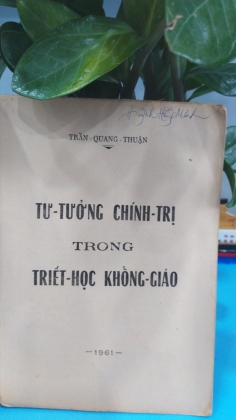 TRẦN - QUANG - THUẬN
TƯ-TƯỞNG CHÍNH-TRỊ
TRONG
TRIẾT-HỌC KHỔNG-GIÁO
—1961—